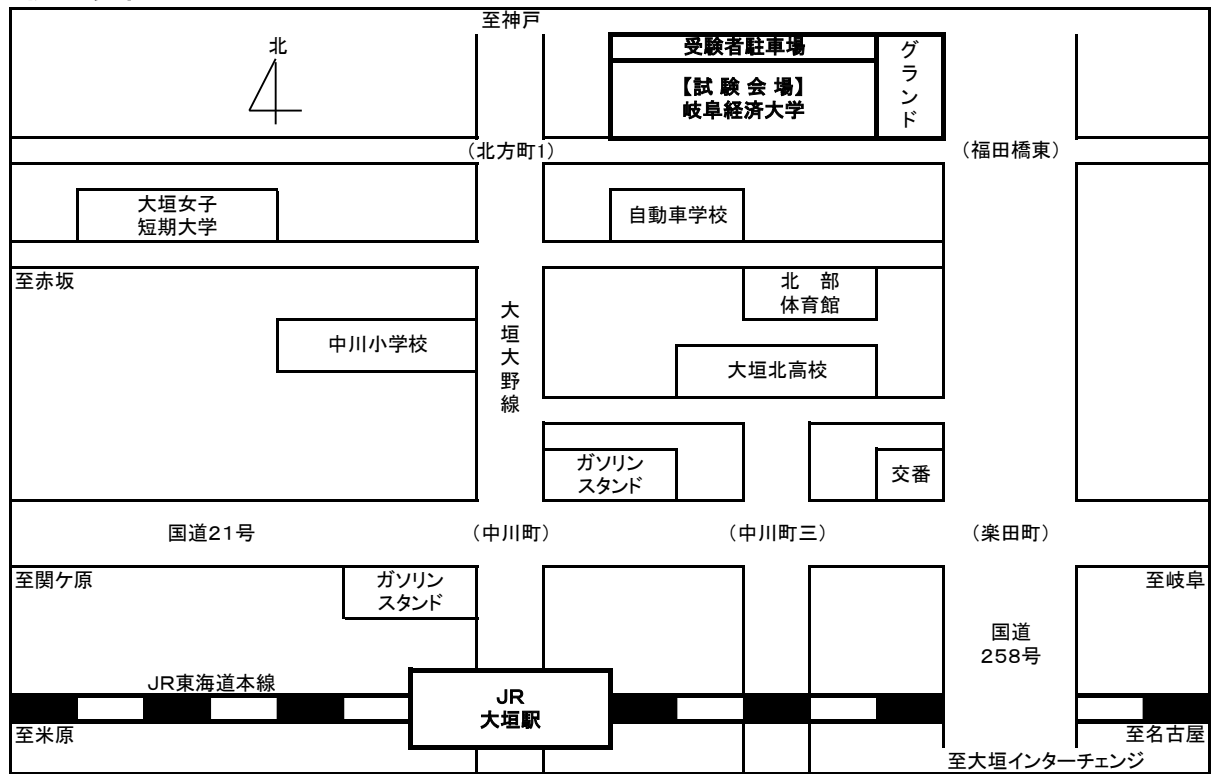 至神戸
北
受験者駐車場
グランド
【試 験 会 場】
岐阜経済大学
（北方町1）
（福田橋東）
大垣女子
短期大学
自動車学校
至赤坂
北　部
体育館
大垣大野線
中川小学校
大垣北高校
ガソリン
スタンド
交番
国道21号
（中川町）
（中川町三）
（楽田町）
至関ケ原
ガソリン
スタンド
至岐阜
国道
258号
JR東海道本線
JR
大垣駅
至米原
至名古屋
至大垣インターチェンジ